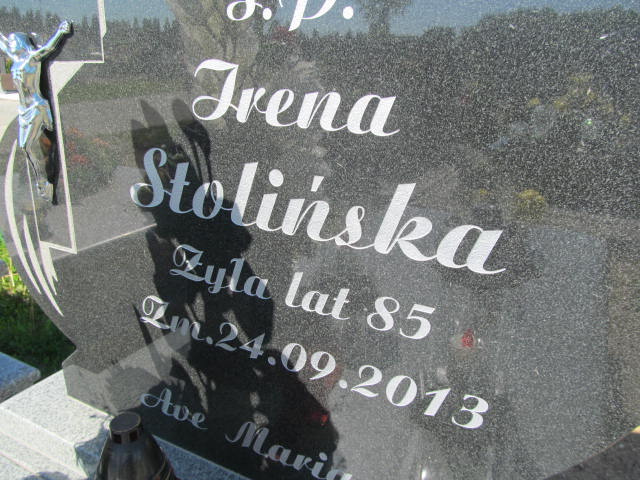 ś.p.
Irena
Stolińska
Żyła lat 85
Zm.24.09.2013
Ave Maria